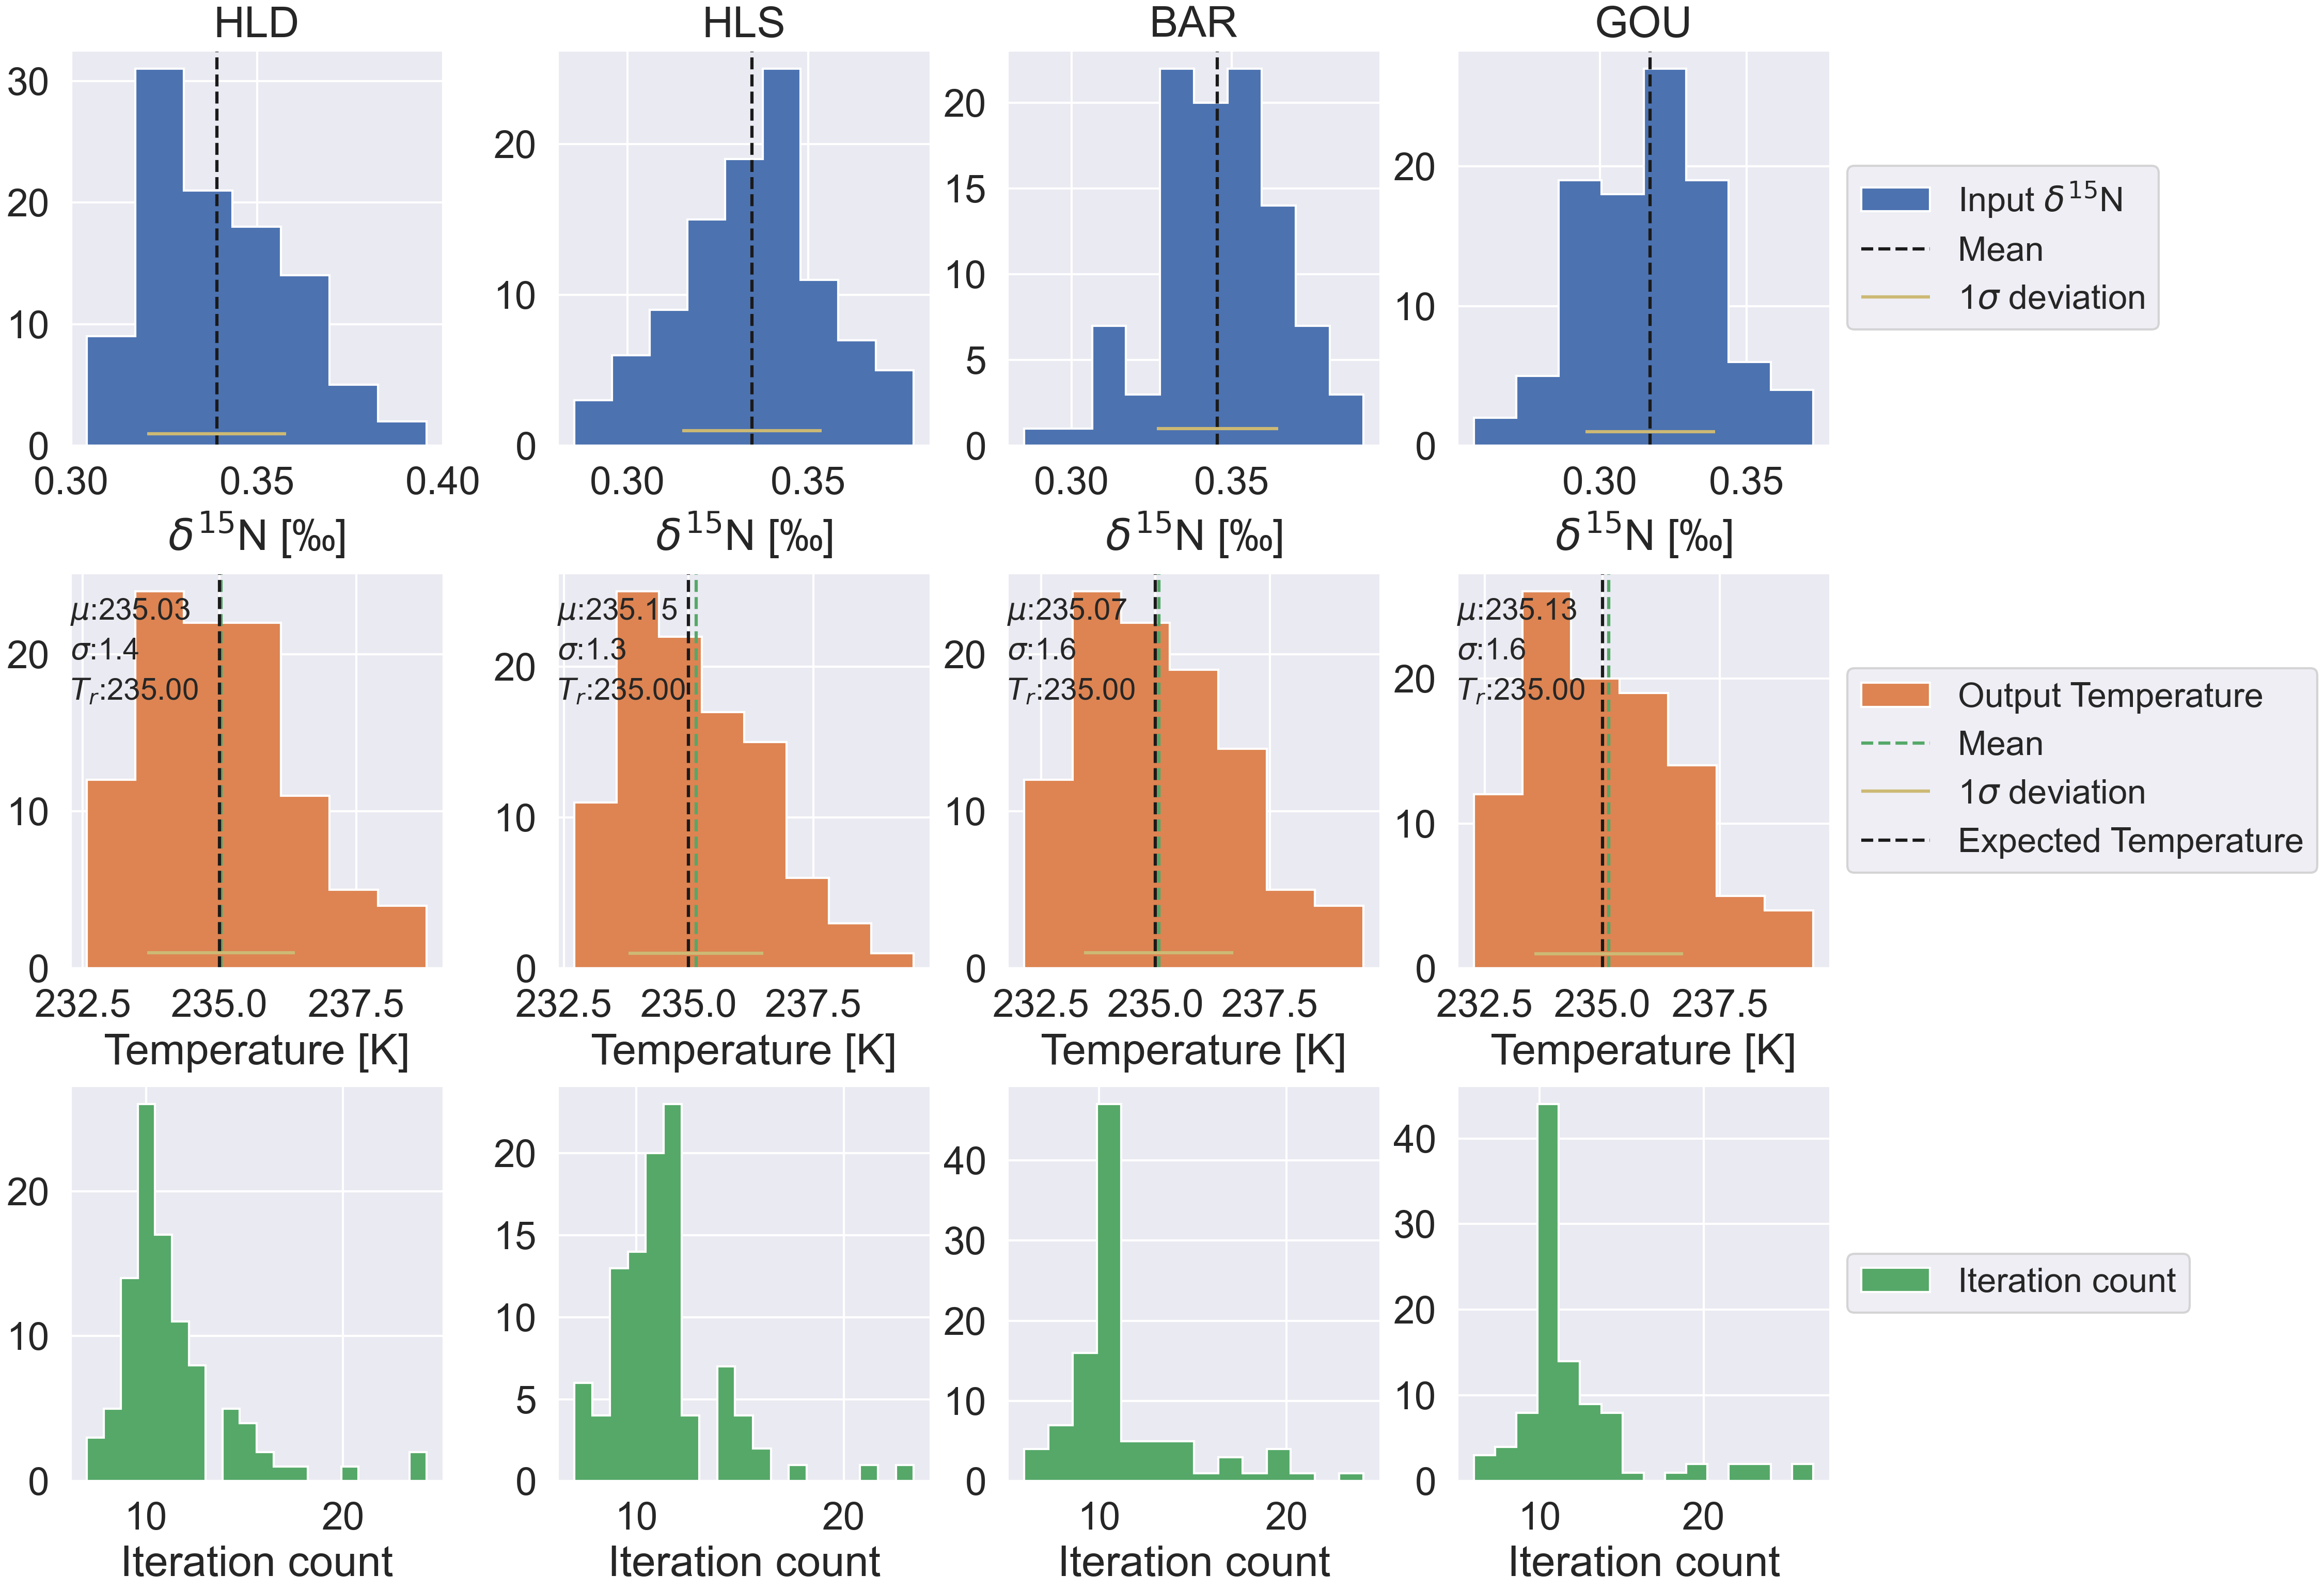 HLD HLS BAR GOU
30
20
10
0
0.30 0.35 0.40
δ¹⁵N [‰]
20
10
0
0.30 0.35
δ¹⁵N [‰]
20
15
10
5
0
0.30 0.35
δ¹⁵N [‰]
20
10
0
0.30 0.35
δ¹⁵N [‰]
Input δ¹⁵N
Mean
1σ deviation
μ:235.03
σ:1.4
Tᵣ:235.00
20
10
0
232.5 235.0 237.5
Temperature [K]
μ:235.15
σ:1.3
Tᵣ:235.00
20
10
0
232.5 235.0 237.5
Temperature [K]
μ:235.07
σ:1.6
Tᵣ:235.00
20
10
0
232.5 235.0 237.5
Temperature [K]
μ:235.13
σ:1.6
Tᵣ:235.00
20
10
0
232.5 235.0 237.5
Temperature [K]
Output Temperature
Mean
1σ deviation
Expected Temperature
20
10
0
10 20
Iteration count
20
15
10
5
0
10 20
Iteration count
40
30
20
10
0
10 20
Iteration count
40
30
20
10
0
10 20
Iteration count
Iteration count